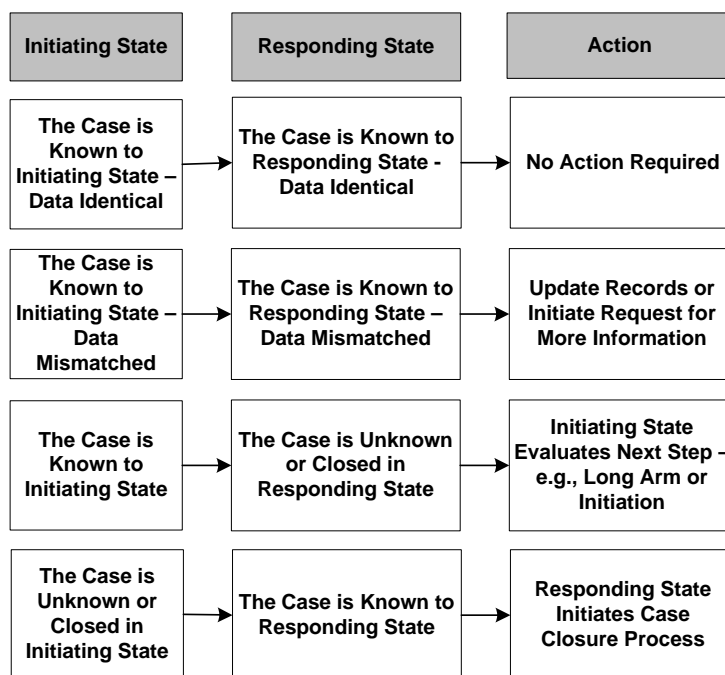 Initiating State
Responding State
Action
The Case is
Known to
Initiating State –
Data Identical
The Case is Known to
Responding State -
Data Identical
No Action Required
The Case is
Known to
Initiating State –
Data
Mismatched
The Case is Known to
Responding State –
Data Mismatched
Update Records or
Initiate Request for
More Information
The Case is
Known to
Initiating State
The Case is Unknown
or Closed in
Responding State
Initiating State
Evaluates Next Step –
e.g., Long Arm or
Initiation
The Case is
Unknown or
Closed in
Initiating State
The Case is Known to
Responding State
Responding State
Initiates Case
Closure Process